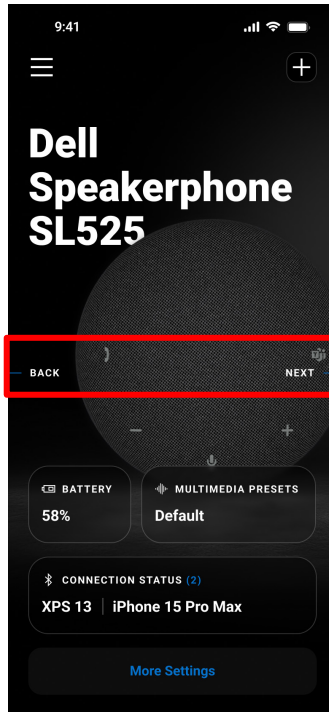 9:41
Dell
Speakerphone
SL525
BACK
NEXT
BATTERY
58%
MULTIMEDIA PRESETS
Default
CONNECTION STATUS (2)
XPS 13 | iPhone 15 Pro Max
More Settings